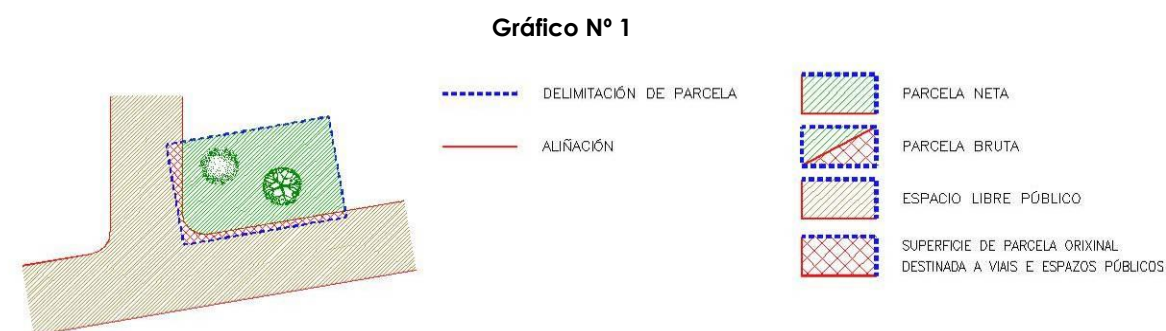 Gráfico Nº 1
DELIMITACIÓN DE PARCELA
ALIÑACIÓN
PARCELA NETA
PARCELA BRUTA
ESPACIO LIBRE PÚBLICO
SUPERFICIE DE PARCELA ORIXINAL
DESTINADA A VIAIS E ESPAZOS PÚBLICOS